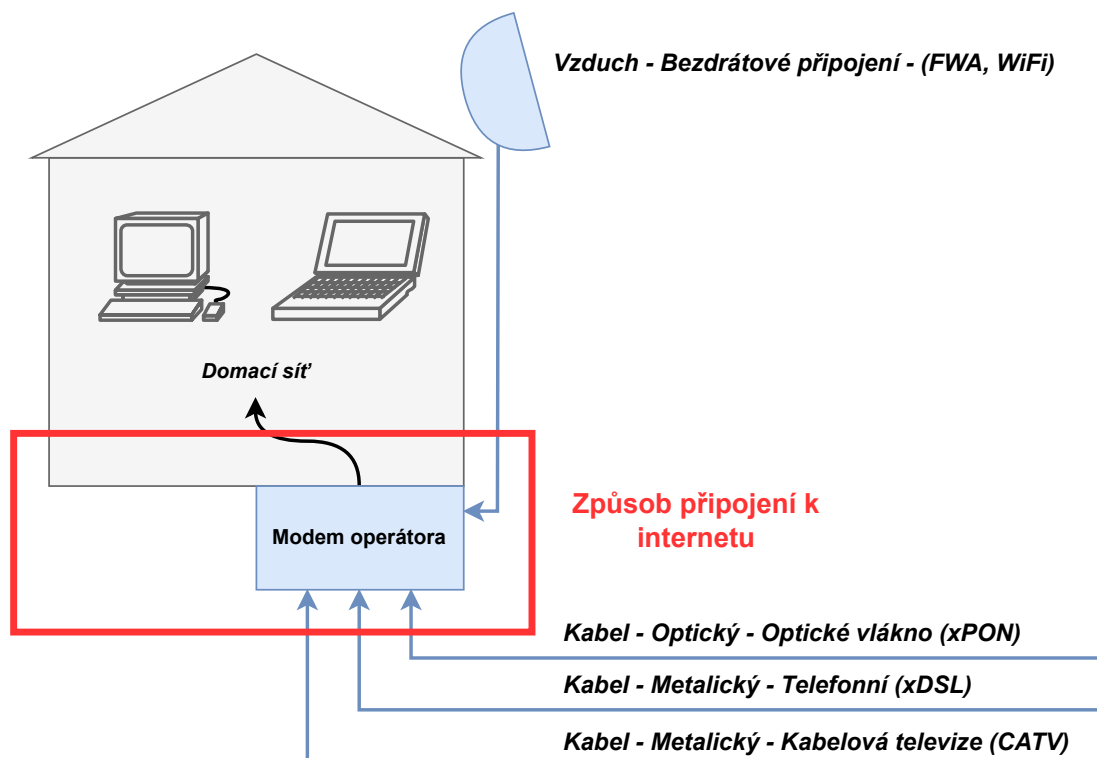 Vzduch - Bezdrátové připojení - (FWA, WiFi)
Domací síť
Modem operátora
Způsob připojení k
internetu
Kabel - Optický - Optické vlákno (xPON)
Kabel - Metalický - Telefonní (xDSL)
Kabel - Metalický - Kabelová televize (CATV)